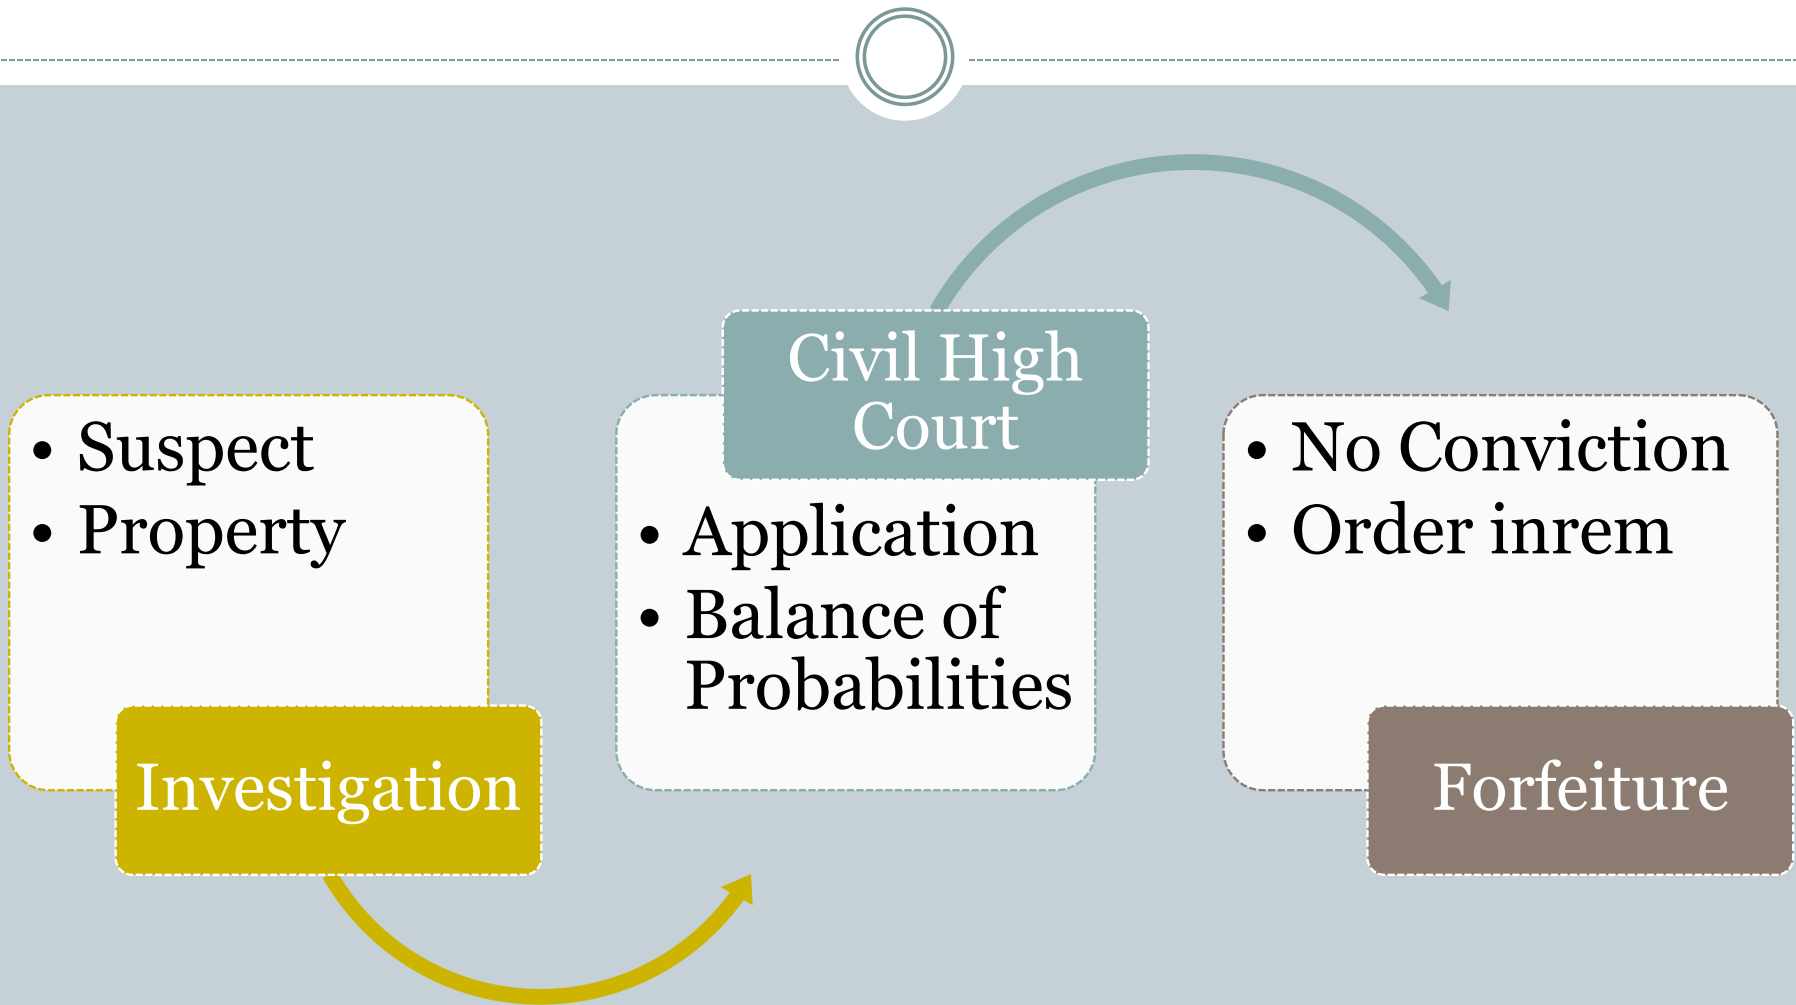 • Suspect
• Property
Investigation
Civil High
Court
• Application
• Balance of
Probabilities
• No Conviction
• Order inrem
Forfeiture